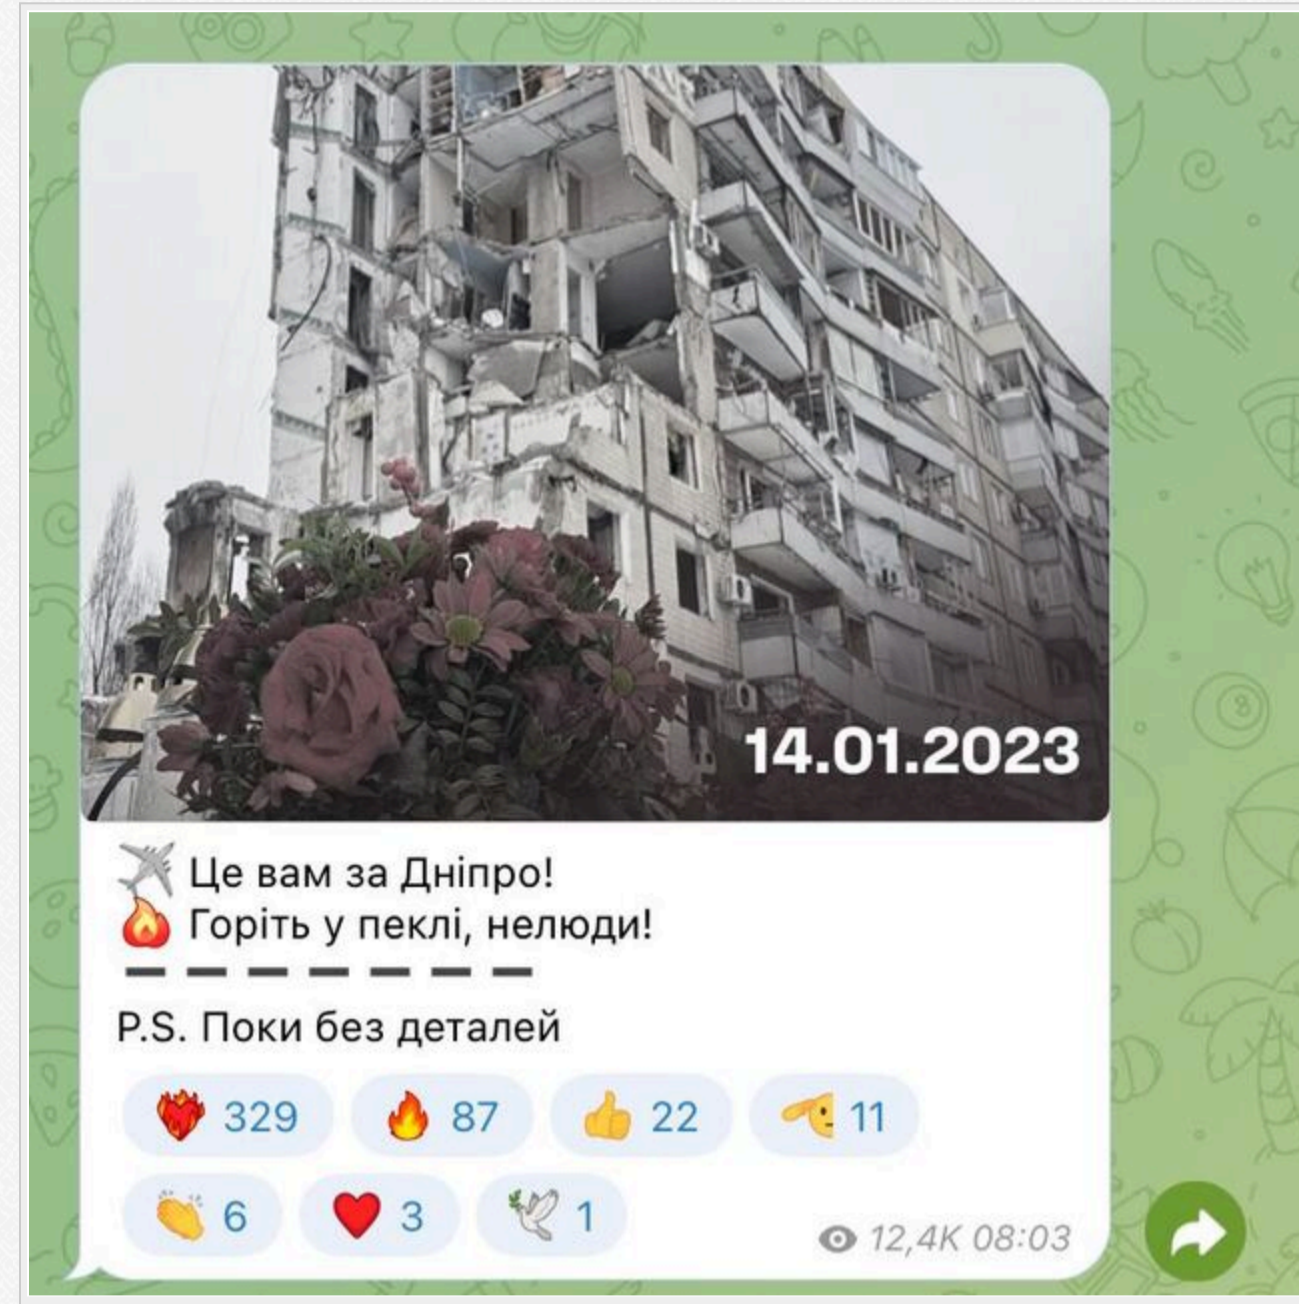 14.01.2023
Це вам за Дніпро!
Горіть у пеклі, нелюди!
P.S. Поки без деталей
329 87 22 11
6 3 1
12,4K 08:03